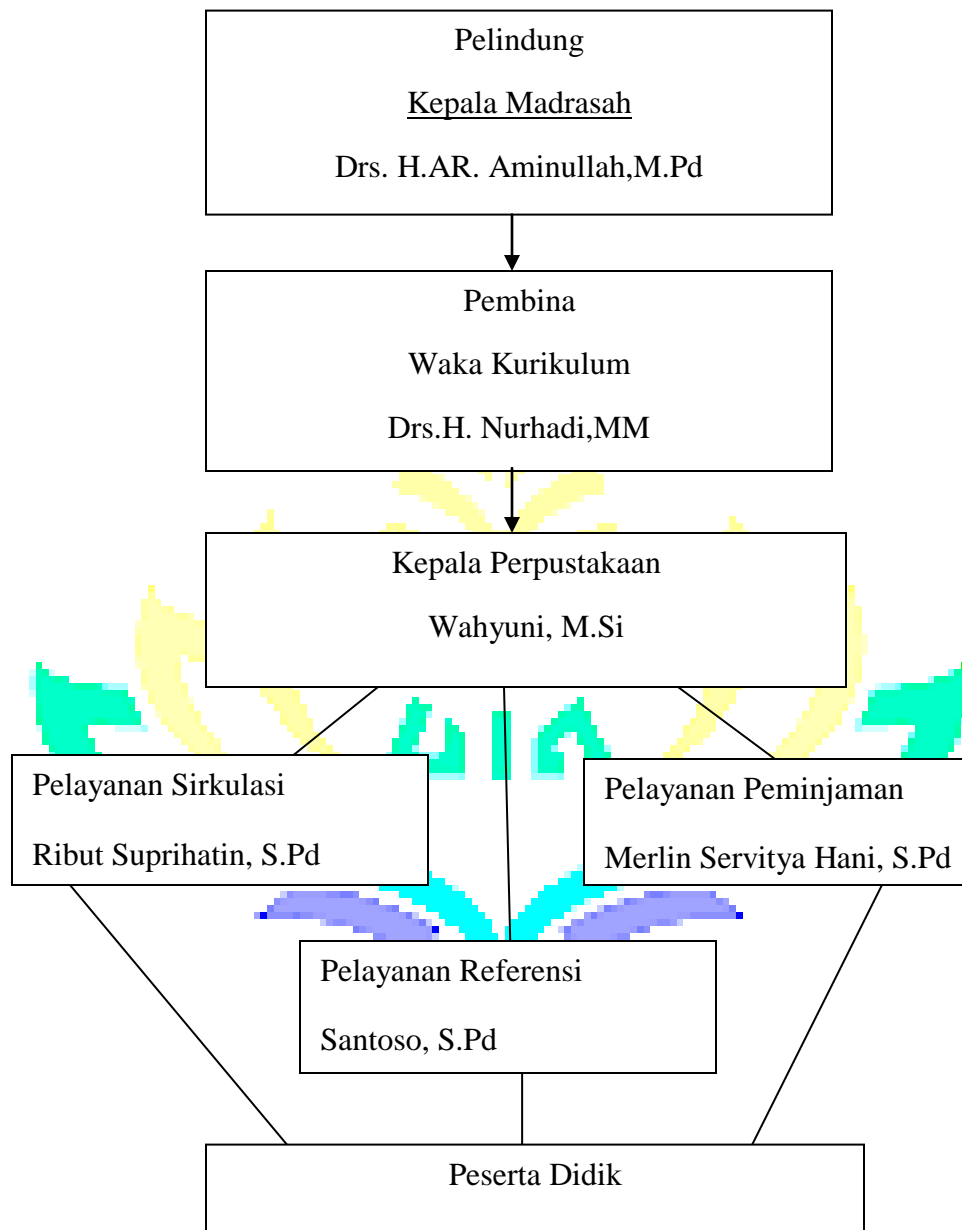 Pelindung
Kepala Madrasah
Drs. H.AR. Aminullah,M.Pd
Pembina
Waka Kurikulum
Drs.H. Nurhadi,MM
Kepala Perpustakaan
Wahyuni, M.Si
Pelayanan Sirkulasi
Ribut Suprihatin, S.Pd
Pelayanan Peminjaman
Merlin Servitya Hani, S.Pd
Pelayanan Referensi
Santoso, S.Pd
Peserta Didik